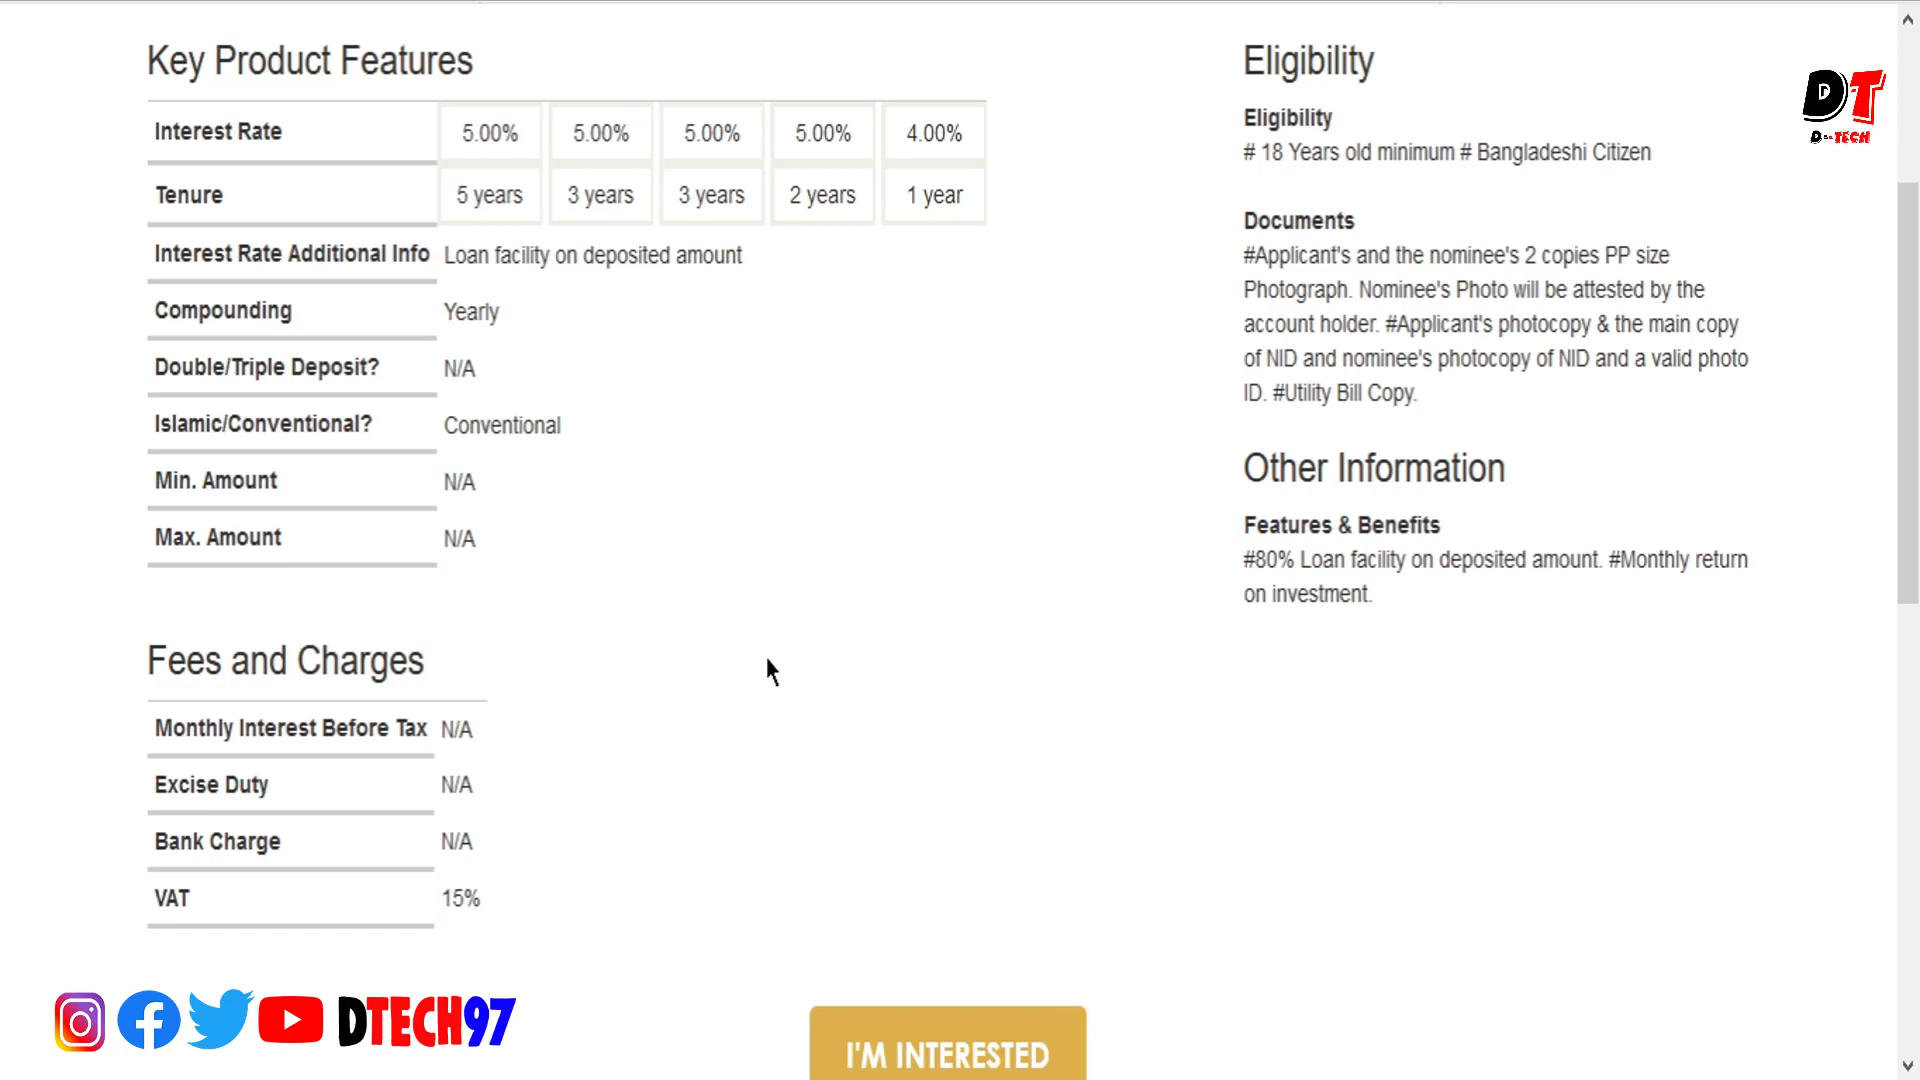 Key Product Features
Interest Rate 5.00% 5.00% 5.00% 5.00% 4.00%
Tenure 5 years 3 years 3 years 2 years 1 year
Interest Rate Additional Info Loan facility on deposited amount
Compounding Yearly
Double/Triple Deposit? N/A
Islamic/Conventional? Conventional
Min. Amount N/A
Max. Amount N/A
Fees and Charges
Monthly Interest Before Tax N/A
Excise Duty N/A
Bank Charge N/A
VAT 15%
Eligibility
Eligibility
# 18 Years old minimum # Bangladeshi Citizen
Documents
#Applicant's and the nominee's 2 copies PP size
Photograph. Nominee's Photo will be attested by the
account holder. #Applicant's photocopy & the main copy
of NID and nominee's photocopy of NID and a valid photo
ID. #Utility Bill Copy.
Other Information
Features & Benefits
#80% Loan facility on deposited amount. #Monthly return
on investment.
DT
TECH
DTECH97
I'M INTERESTED